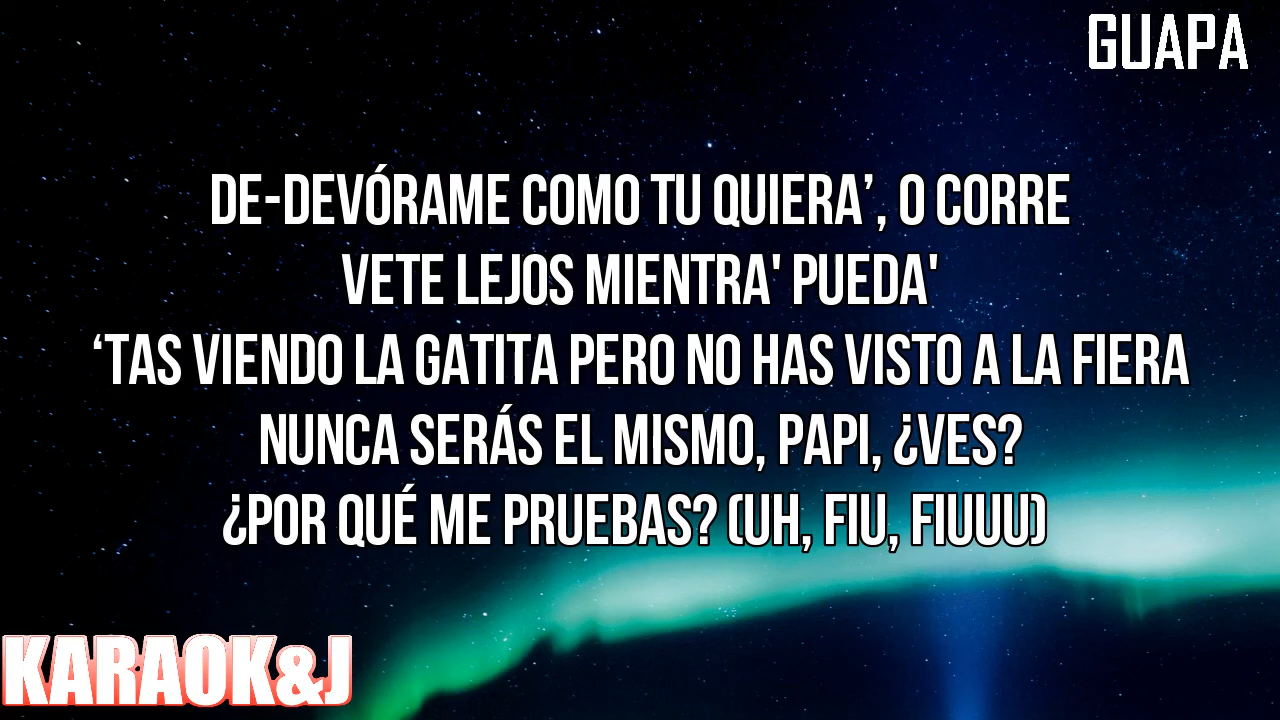 GUAPA
DE-DEVÓRAME COMO TU QUIERA’, O CORRE
VETE LEJOS MIENTRA' PUEDA'
‘TAS VIENDO LA GATITA PERO NO HAS VISTO A LA FIERA
NUNCA SERÁS EL MISMO, PAPI, ¿VES?
¿POR QUÉ ME PRUEBAS? (UH, FIU, FIUUU)
KARAOK&J